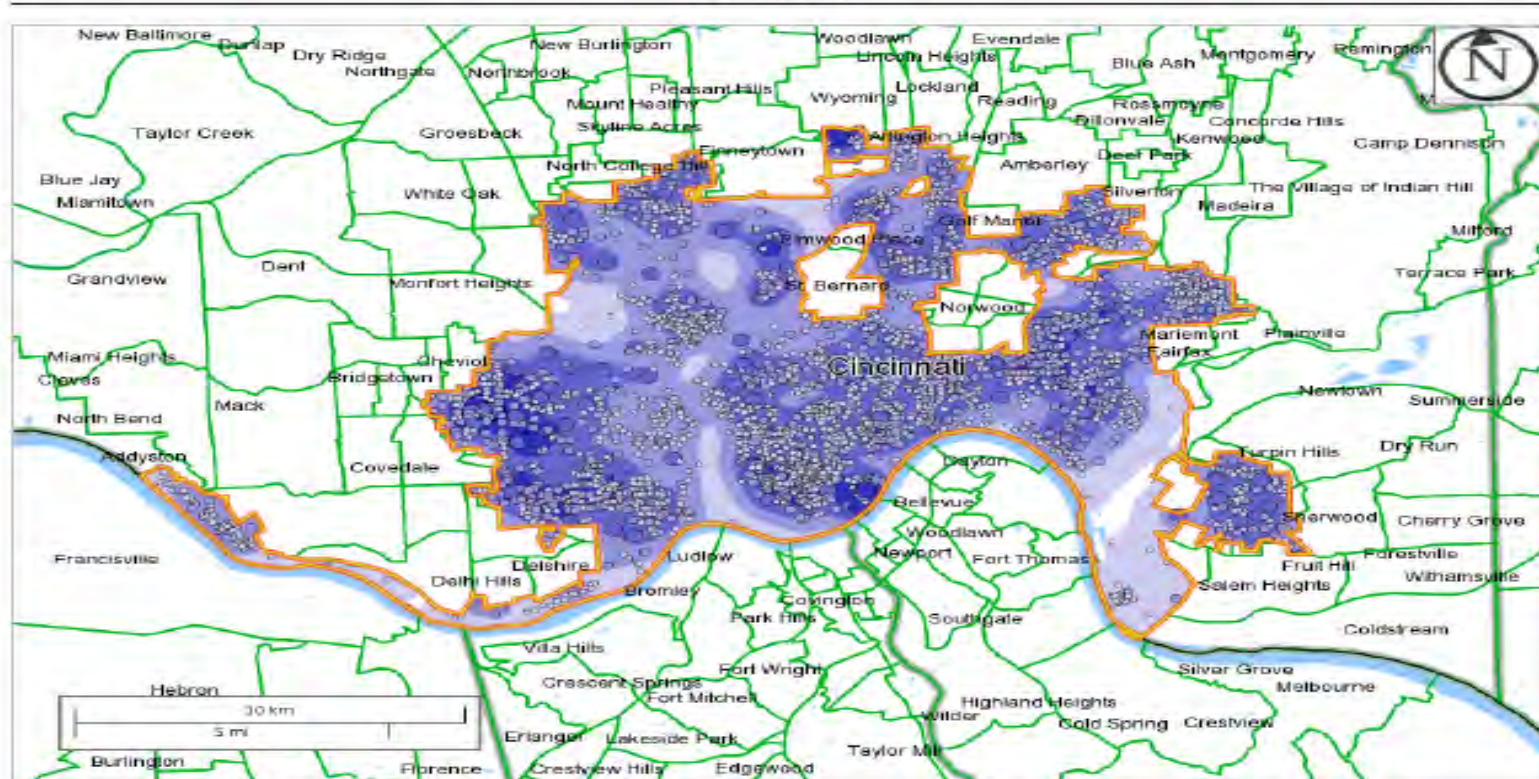 New Baltimore
Dunlap
Dry Ridge
Northgate
New Burlington
Northbrook
Woodlawn
Lincoln Heights
Evendale
Blue Ash
Montgomery
Remington
N
Taylor Creek
Groesbeck
Pleasant Hills
Mount Healthy
Skyline Acres
Wyoming
Lockland
Reading
Rossmoyne
Dillonvale
Concorde Hills
Kenwood
Camp Dennison
Blue Jay
Miamitown
White Oak
North College Hill
Finneytown
Arlington Heights
Amberley
Deer Park
Silverton
The Village of Indian Hill
Madeira
Golf Manor
Milford
Grandview
Dent
Monfort Heights
Elmwood Place
St. Bernard
Norwood
Terrace Park
Mariemont
Plainville
Fairfax
Miami Heights
Cleves
Cheviot
Bridgetown
Cincinnati
Newtown
Summerside
North Bend
Mack
Addyston
Covedale
Dayton
Turpin Hills
Dry Run
Bellevue
Sherwood
Cherry Grove
Francisville
Delshire
Delhi Hills
Ludlow
Bromley
Woodlawn
Newport
Fort Thomas
Forestville
Fruit Hill
Withamsville
Salem Heights
Covington
Park Hills
Southgate
Coldstream
Villa Hills
Crescent Springs
Fort Wright
Fort Mitchell
Silver Grove
Melbourne
Hebron
10 km
5 mi
Highland Heights
Wilder
Cold Spring
Crestview
Erlanger
Lakeside Park
Taylor Mill
Burlington
Florence
Crestview Hills
Edgewood